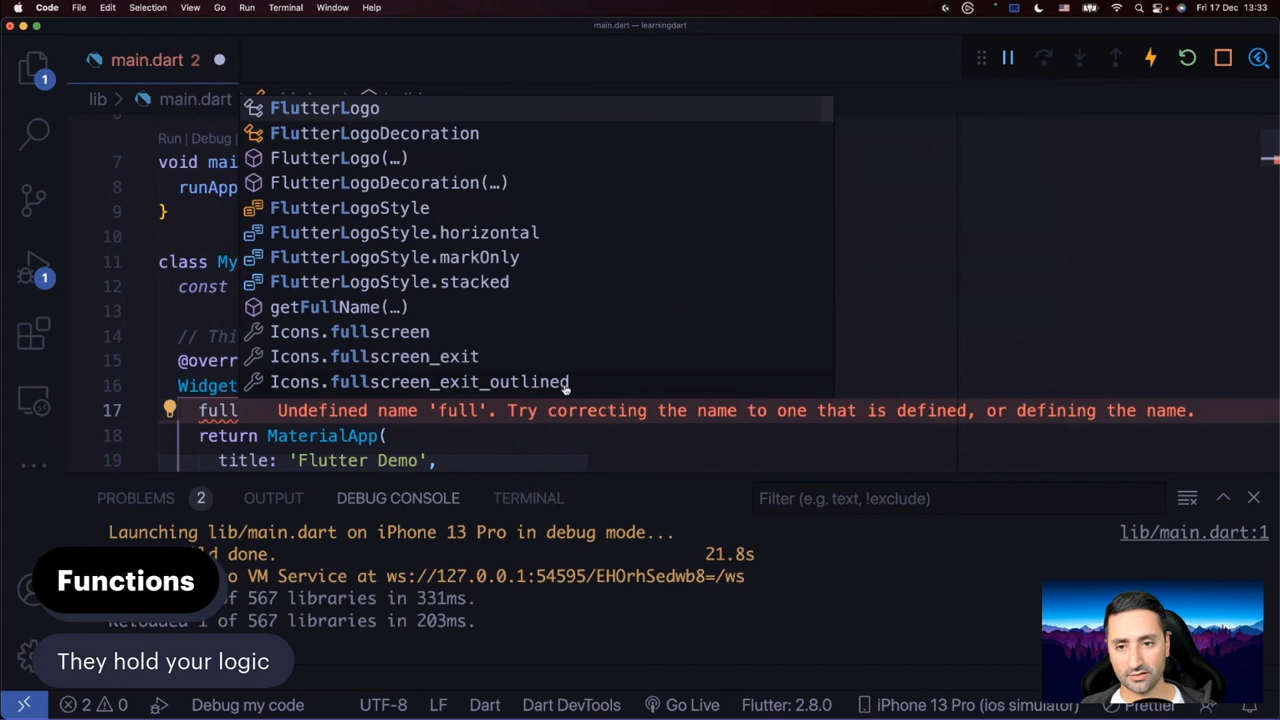 Code File Edit Selection View Go Run Terminal Window Help
Fri 17 Dec 13:33
main.dart — learningdart
main.dart 2
1
lib > main.dart
FlutterLogo
FlutterLogoDecoration
FlutterLogo(…)
FlutterLogoDecoration(…)
FlutterLogoStyle
FlutterLogoStyle.horizontal
FlutterLogoStyle.markOnly
FlutterLogoStyle.stacked
getFullName(…)
Icons.fullscreen
Icons.fullscreen_exit
Icons.fullscreen_exit_outlined
Run | Debug |
7 void mai
8 runApp
9 }
10
11 class My
12 const
13
14 // Thi
15 @overr
16 Widget
17 full Undefined name 'full'. Try correcting the name to one that is defined, or defining the name.
18 return MaterialApp(
19 title: 'Flutter Demo',
1
PROBLEMS 2 OUTPUT DEBUG CONSOLE TERMINAL
Filter (e.g. text, !exclude)
Launching lib/main.dart on iPhone 13 Pro in debug mode...
lib/main.dart:1
ld done. 21.8s
o VM Service at ws://127.0.0.1:54595/EHOrhSedwb8=/ws
of 567 libraries in 331ms.
Reloaded 1 of 567 libraries in 203ms.
Functions
They hold your logic
2 0 Debug my code UTF-8 LF Dart Dart DevTools Go Live Flutter: 2.8.0 iPhone 13 Pro (ios simulator) Prettier